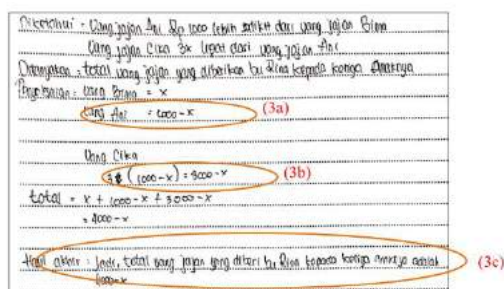 Diketahui : Uang jajan Ani Rp 1000 lebih sedikit dari uang jajan Bima
Uang jajan Cika 3x lipat dari uang jajan Ani
Ditanyakan : total uang jajan yang diberikan bu Rina kepada ketiga anaknya
Penyelesaian : Uang Bima = x
Uang Ani = 1000 - x (3a)
Uang Cika
3 (1000 - x) = 3000 - x (3b)
total = x + 1000 - x + 3000 - x
= 4000 - x
Hasil akhir : Jadi, total uang jajan yang diberi bu Rina kepada ketiga anaknya adalah (3c)
4000 - x